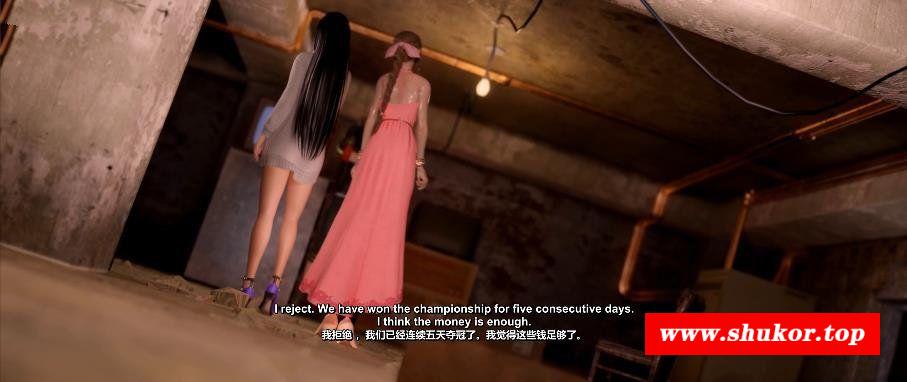 I reject. We have won the championship for five consecutive days.
I think the money is enough.
我拒绝 ，我们已经连续五天夺冠了，我觉得这些钱足够了。
www.shukor.top